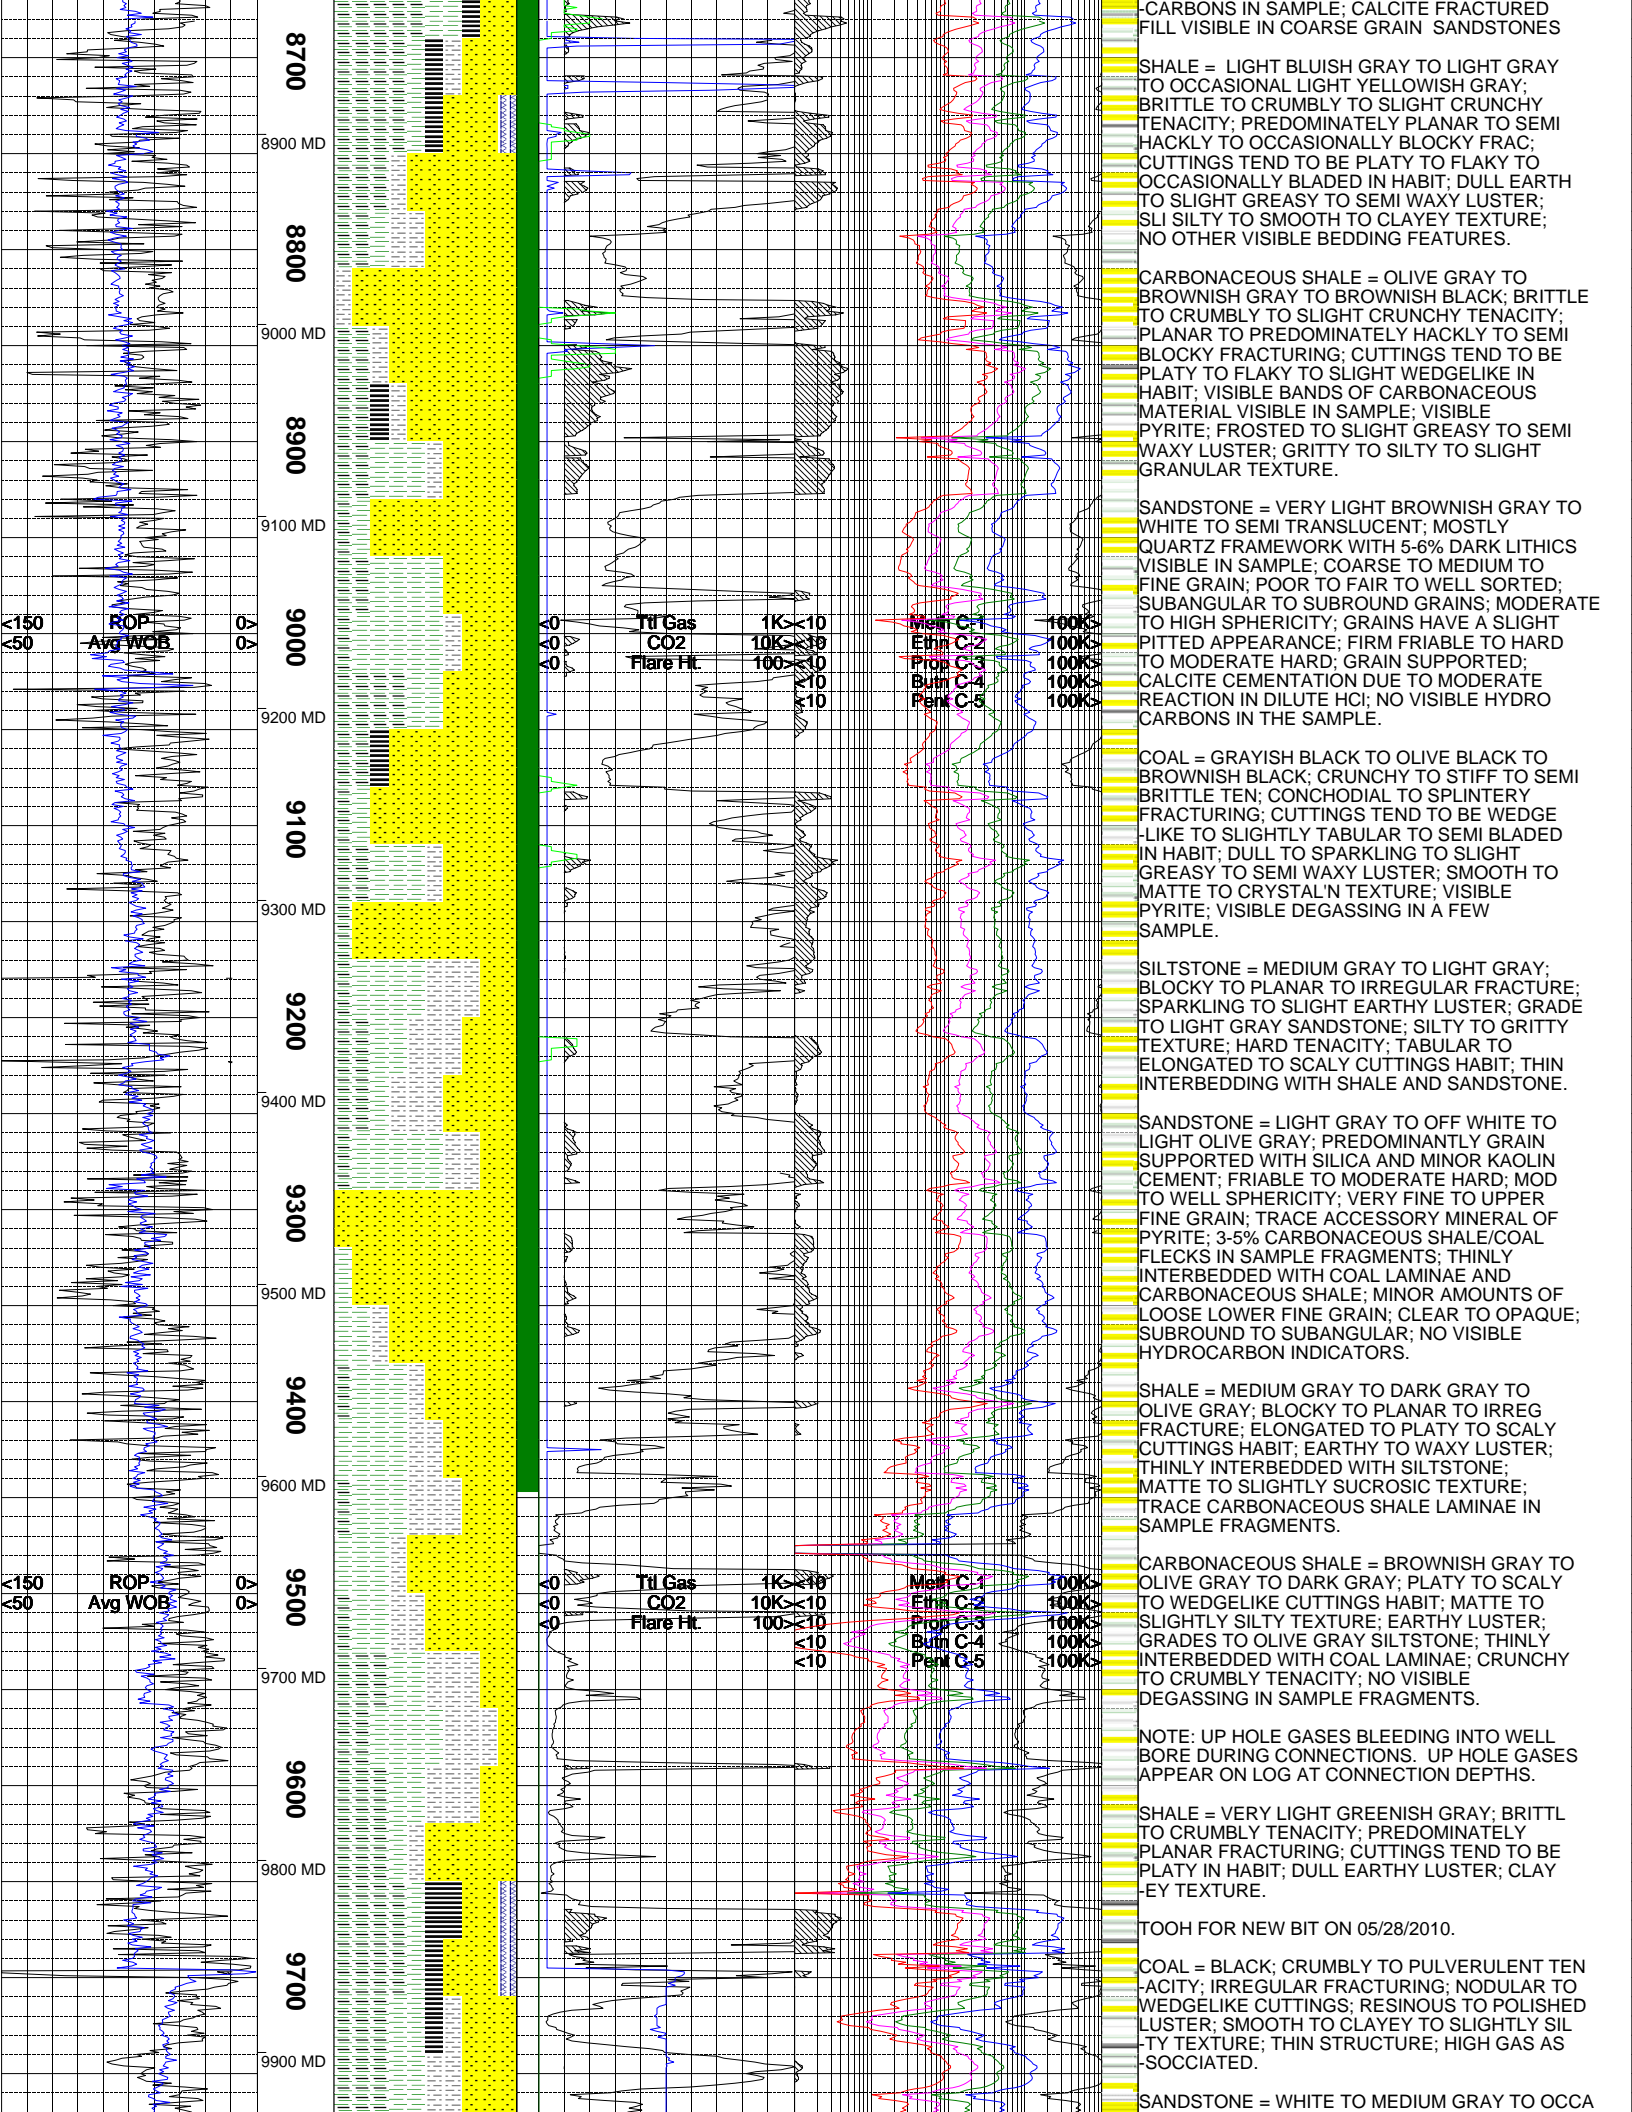 8700
8900 MD
8800
9000 MD
8900
9100 MD
<150 ROP 0>
<50 Avg WOB 0>
9000
9200 MD
9100
9300 MD
9200
9400 MD
9300
9500 MD
9400
9600 MD
<150 ROP 0>
<50 Avg WOB 0>
9500
9700 MD
9600
9800 MD
9700
9900 MD
<0 Ttl Gas 1K>
<0 CO2 10K>
<0 Flare Ht. 100>
<10 Meth C-1 100K>
<10 Ethn C-2 100K>
<10 Prop C-3 100K>
<10 Butn C-4 100K>
<10 Pent C-5 100K>
<0 Ttl Gas 1K>
<0 CO2 10K>
<0 Flare Ht. 100>
<10 Meth C-1 100K>
<10 Ethn C-2 100K>
<10 Prop C-3 100K>
<10 Butn C-4 100K>
<10 Pent C-5 100K>
-CARBONS IN SAMPLE; CALCITE FRACTURED
FILL VISIBLE IN COARSE GRAIN SANDSTONES
SHALE = LIGHT BLUISH GRAY TO LIGHT GRAY
TO OCCASIONAL LIGHT YELLOWISH GRAY;
BRITTLE TO CRUMBLY TO SLIGHT CRUNCHY
TENACITY; PREDOMINATELY PLANAR TO SEMI
HACKLY TO OCCASIONALLY BLOCKY FRAC;
CUTTINGS TEND TO BE PLATY TO FLAKY TO
OCCASIONALLY BLADED IN HABIT; DULL EARTH
TO SLIGHT GREASY TO SEMI WAXY LUSTER;
SLI SILTY TO SMOOTH TO CLAYEY TEXTURE;
NO OTHER VISIBLE BEDDING FEATURES.
CARBONACEOUS SHALE = OLIVE GRAY TO
BROWNISH GRAY TO BROWNISH BLACK; BRITTLE
TO CRUMBLY TO SLIGHT CRUNCHY TENACITY;
PLANAR TO PREDOMINATELY HACKLY TO SEMI
BLOCKY FRACTURING; CUTTINGS TEND TO BE
PLATY TO FLAKY TO SLIGHT WEDGELIKE IN
HABIT; VISIBLE BANDS OF CARBONACEOUS
MATERIAL VISIBLE IN SAMPLE; VISIBLE
PYRITE; FROSTED TO SLIGHT GREASY TO SEMI
WAXY LUSTER; GRITTY TO SILTY TO SLIGHT
GRANULAR TEXTURE.
SANDSTONE = VERY LIGHT BROWNISH GRAY TO
WHITE TO SEMI TRANSLUCENT; MOSTLY
QUARTZ FRAMEWORK WITH 5-6% DARK LITHICS
VISIBLE IN SAMPLE; COARSE TO MEDIUM TO
FINE GRAIN; POOR TO FAIR TO WELL SORTED;
SUBANGULAR TO SUBROUND GRAINS; MODERATE
TO HIGH SPHERICITY; GRAINS HAVE A SLIGHT
PITTED APPEARANCE; FIRM FRIABLE TO HARD
TO MODERATE HARD; GRAIN SUPPORTED;
CALCITE CEMENTATION DUE TO MODERATE
REACTION IN DILUTE HCl; NO VISIBLE HYDRO
CARBONS IN THE SAMPLE.
COAL = GRAYISH BLACK TO OLIVE BLACK TO
BROWNISH BLACK; CRUNCHY TO STIFF TO SEMI
BRITTLE TEN; CONCHODIAL TO SPLINTERY
FRACTURING; CUTTINGS TEND TO BE WEDGE
-LIKE TO SLIGHTLY TABULAR TO SEMI BLADED
IN HABIT; DULL TO SPARKLING TO SLIGHT
GREASY TO SEMI WAXY LUSTER; SMOOTH TO
MATTE TO CRYSTAL'N TEXTURE; VISIBLE
PYRITE; VISIBLE DEGASSING IN A FEW
SAMPLE.
SILTSTONE = MEDIUM GRAY TO LIGHT GRAY;
BLOCKY TO PLANAR TO IRREGULAR FRACTURE;
SPARKLING TO SLIGHT EARTHY LUSTER; GRADE
TO LIGHT GRAY SANDSTONE; SILTY TO GRITTY
TEXTURE; HARD TENACITY; TABULAR TO
ELONGATED TO SCALY CUTTINGS HABIT; THIN
INTERBEDDING WITH SHALE AND SANDSTONE.
SANDSTONE = LIGHT GRAY TO OFF WHITE TO
LIGHT OLIVE GRAY; PREDOMINANTLY GRAIN
SUPPORTED WITH SILICA AND MINOR KAOLIN
CEMENT; FRIABLE TO MODERATE HARD; MOD
TO WELL SPHERICITY; VERY FINE TO UPPER
FINE GRAIN; TRACE ACCESSORY MINERAL OF
PYRITE; 3-5% CARBONACEOUS SHALE/COAL
FLECKS IN SAMPLE FRAGMENTS; THINLY
INTERBEDDED WITH COAL LAMINAE AND
CARBONACEOUS SHALE; MINOR AMOUNTS OF
LOOSE LOWER FINE GRAIN; CLEAR TO OPAQUE;
SUBROUND TO SUBANGULAR; NO VISIBLE
HYDROCARBON INDICATORS.
SHALE = MEDIUM GRAY TO DARK GRAY TO
OLIVE GRAY; BLOCKY TO PLANAR TO IRREG
FRACTURE; ELONGATED TO PLATY TO SCALY
CUTTINGS HABIT; EARTHY TO WAXY LUSTER;
THINLY INTERBEDDED WITH SILTSTONE;
MATTE TO SLIGHTLY SUCROSIC TEXTURE;
TRACE CARBONACEOUS SHALE LAMINAE IN
SAMPLE FRAGMENTS.
CARBONACEOUS SHALE = BROWNISH GRAY TO
OLIVE GRAY TO DARK GRAY; PLATY TO SCALY
TO WEDGELIKE CUTTINGS HABIT; MATTE TO
SLIGHTLY SILTY TEXTURE; EARTHY LUSTER;
GRADES TO OLIVE GRAY SILTSTONE; THINLY
INTERBEDDED WITH COAL LAMINAE; CRUNCHY
TO CRUMBLY TENACITY; NO VISIBLE
DEGASSING IN SAMPLE FRAGMENTS.
NOTE: UP HOLE GASES BLEEDING INTO WELL
BORE DURING CONNECTIONS. UP HOLE GASES
APPEAR ON LOG AT CONNECTION DEPTHS.
SHALE = VERY LIGHT GREENISH GRAY; BRITTL
TO CRUMBLY TENACITY; PREDOMINATELY
PLANAR FRACTURING; CUTTINGS TEND TO BE
PLATY IN HABIT; DULL EARTHY LUSTER; CLAY
-EY TEXTURE.
TOOH FOR NEW BIT ON 05/28/2010.
COAL = BLACK; CRUMBLY TO PULVERULENT TEN
-ACITY; IRREGULAR FRACTURING; NODULAR TO
WEDGELIKE CUTTINGS; RESINOUS TO POLISHED
LUSTER; SMOOTH TO CLAYEY TO SLIGHTLY SIL
-TY TEXTURE; THIN STRUCTURE; HIGH GAS AS
-SOCCIATED.
SANDSTONE = WHITE TO MEDIUM GRAY TO OCCA